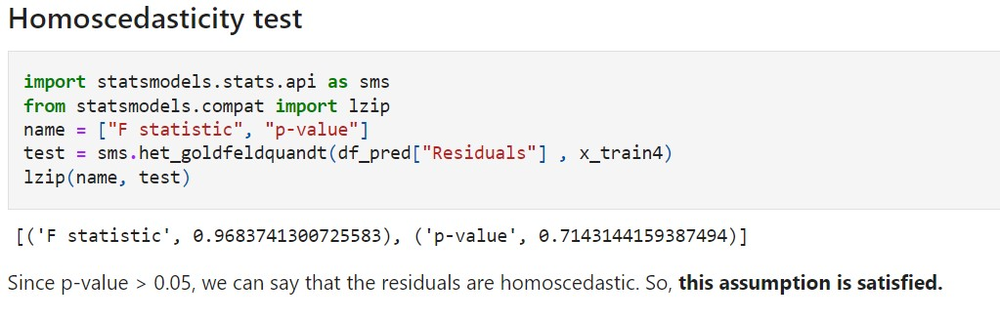 Homoscedasticity test
import statsmodels.stats.api as sms
from statsmodels.compat import lzip
name = ["F statistic", "p-value"]
test = sms.het_goldfeldquandt(df_pred["Residuals"] , x_train4)
lzip(name, test)
[('F statistic', 0.9683741300725583), ('p-value', 0.7143144159387494)]
Since p-value > 0.05, we can say that the residuals are homoscedastic. So, this assumption is satisfied.